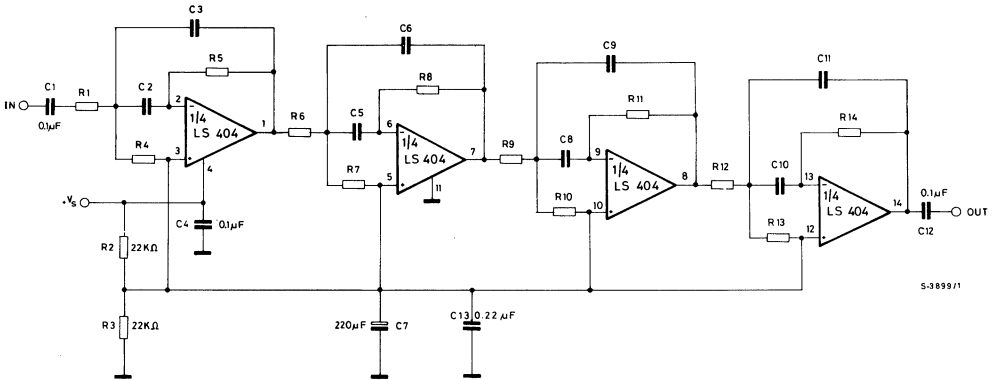 C3
C6
C9
C11
R5
R8
R11
R14
IN
C1
0.1µF
R1
C2
2
-
1/4
LS 404
1
R4
3
+
4
R6
C5
6
-
1/4
LS 404
7
R7
5
+
11
R9
C8
9
-
1/4
LS 404
8
R10
10
+
R12
C10
13
-
1/4
LS 404
14
R13
12
+
0.1µF
C12
OUT
+Vs
C4
0.1µF
R2
22KΩ
R3
22KΩ
220µF
C7
C13
0.22µF
S-3899/1